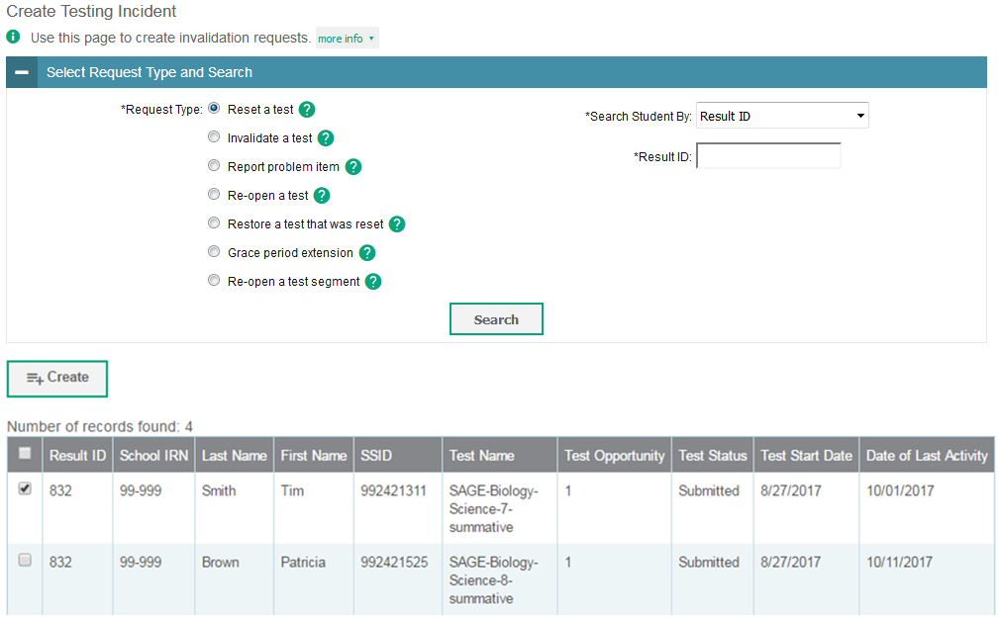 Create Testing Incident
i Use this page to create invalidation requests. more info
Select Request Type and Search
*Request Type: Reset a test ?
Invalidate a test ?
Report problem item ?
Re-open a test ?
Restore a test that was reset ?
Grace period extension ?
Re-open a test segment ?
*Search Student By: Result ID
*Result ID:
Search
Create
Number of records found: 4
Result ID School IRN Last Name First Name SSID Test Name Test Opportunity Test Status Test Start Date Date of Last Activity
832 99-999 Smith Tim 992421311 SAGE-Biology- 1 Submitted 8/27/2017 10/01/2017
Science-7-
summative
832 99-999 Brown Patricia 992421525 SAGE-Biology- 1 Submitted 8/27/2017 10/11/2017
Science-8-
summative